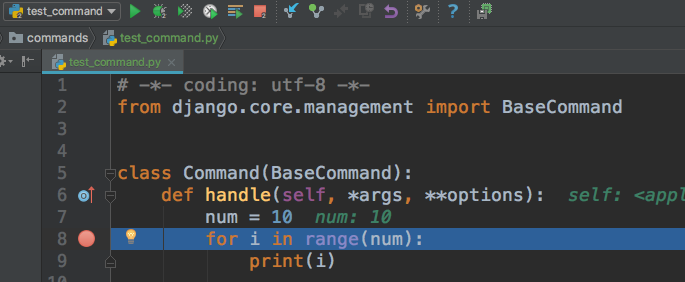 test_command
commands test_command.py
test_command.py
1 # -*- coding: utf-8 -*-
2 from django.core.management import BaseCommand
3
4
5 class Command(BaseCommand):
6 def handle(self, *args, **options): self: <appl
7 num = 10 num: 10
8 for i in range(num):
9 print(i)
10